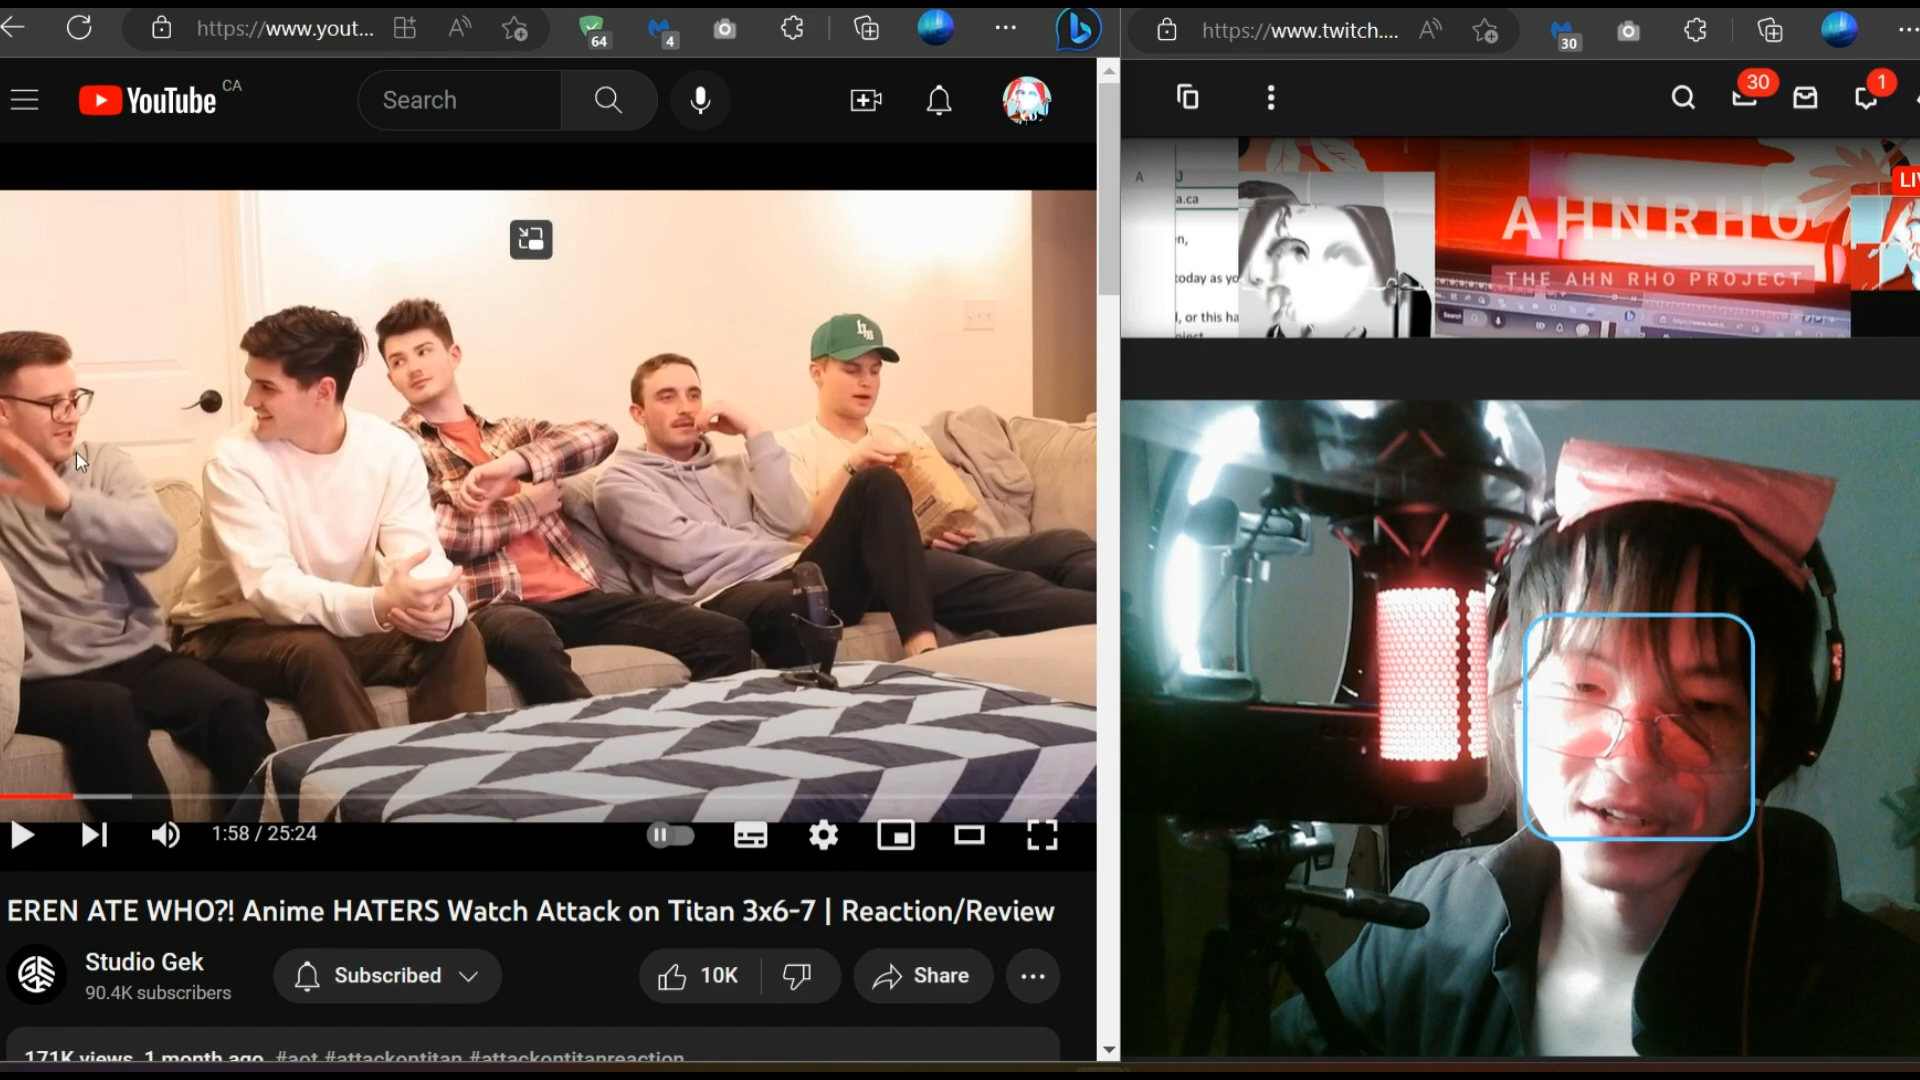 https://www.yout...
64
4
https://www.twitch....
30
YouTube CA
Search
30
1
A
a.ca
LIV
AHNRHO
THE AHN RHO PROJECT
today as yo
, or this ha
1:58 / 25:24
EREN ATE WHO?! Anime HATERS Watch Attack on Titan 3x6-7 | Reaction/Review
Studio Gek
90.4K subscribers
Subscribed
10K
Share
171K views 1 month ago #aot #attackontitan #attackontitanreaction